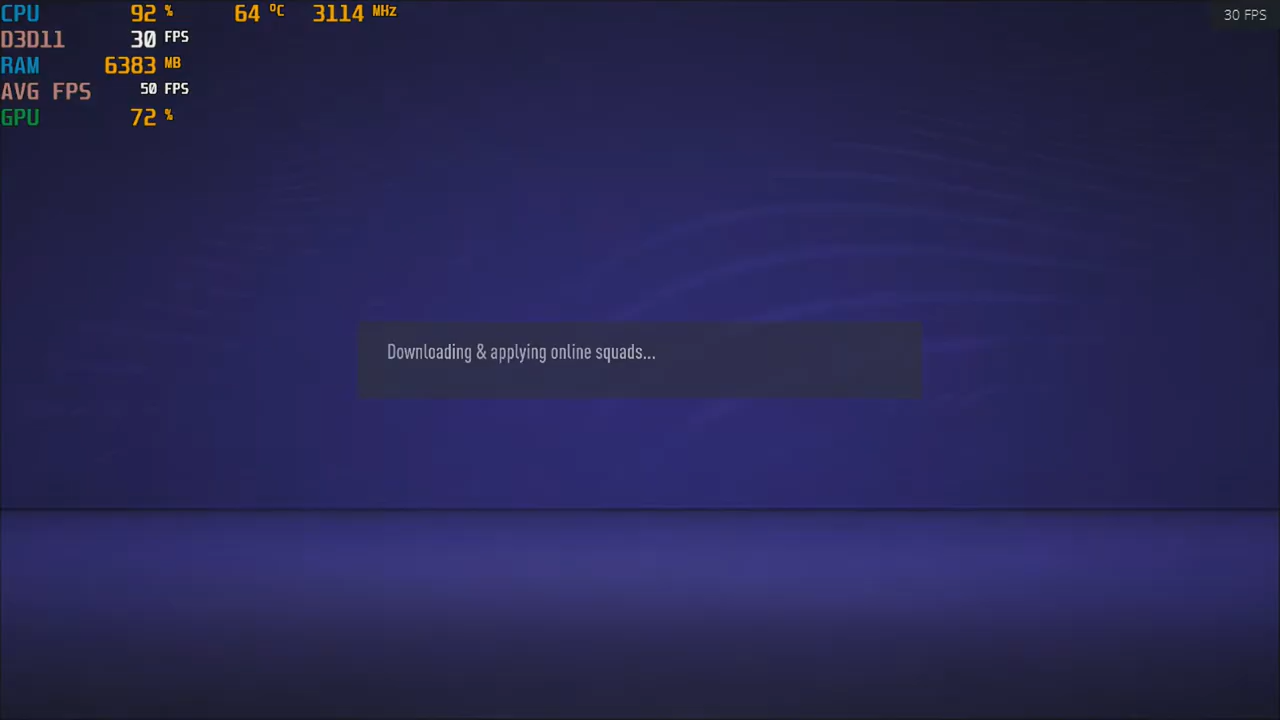 CPU 92 % 64 °C 3114 MHz
30 FPS
D3D11 30 FPS
RAM 6383 MB
AVG FPS 50 FPS
GPU 72 %
Downloading & applying online squads...